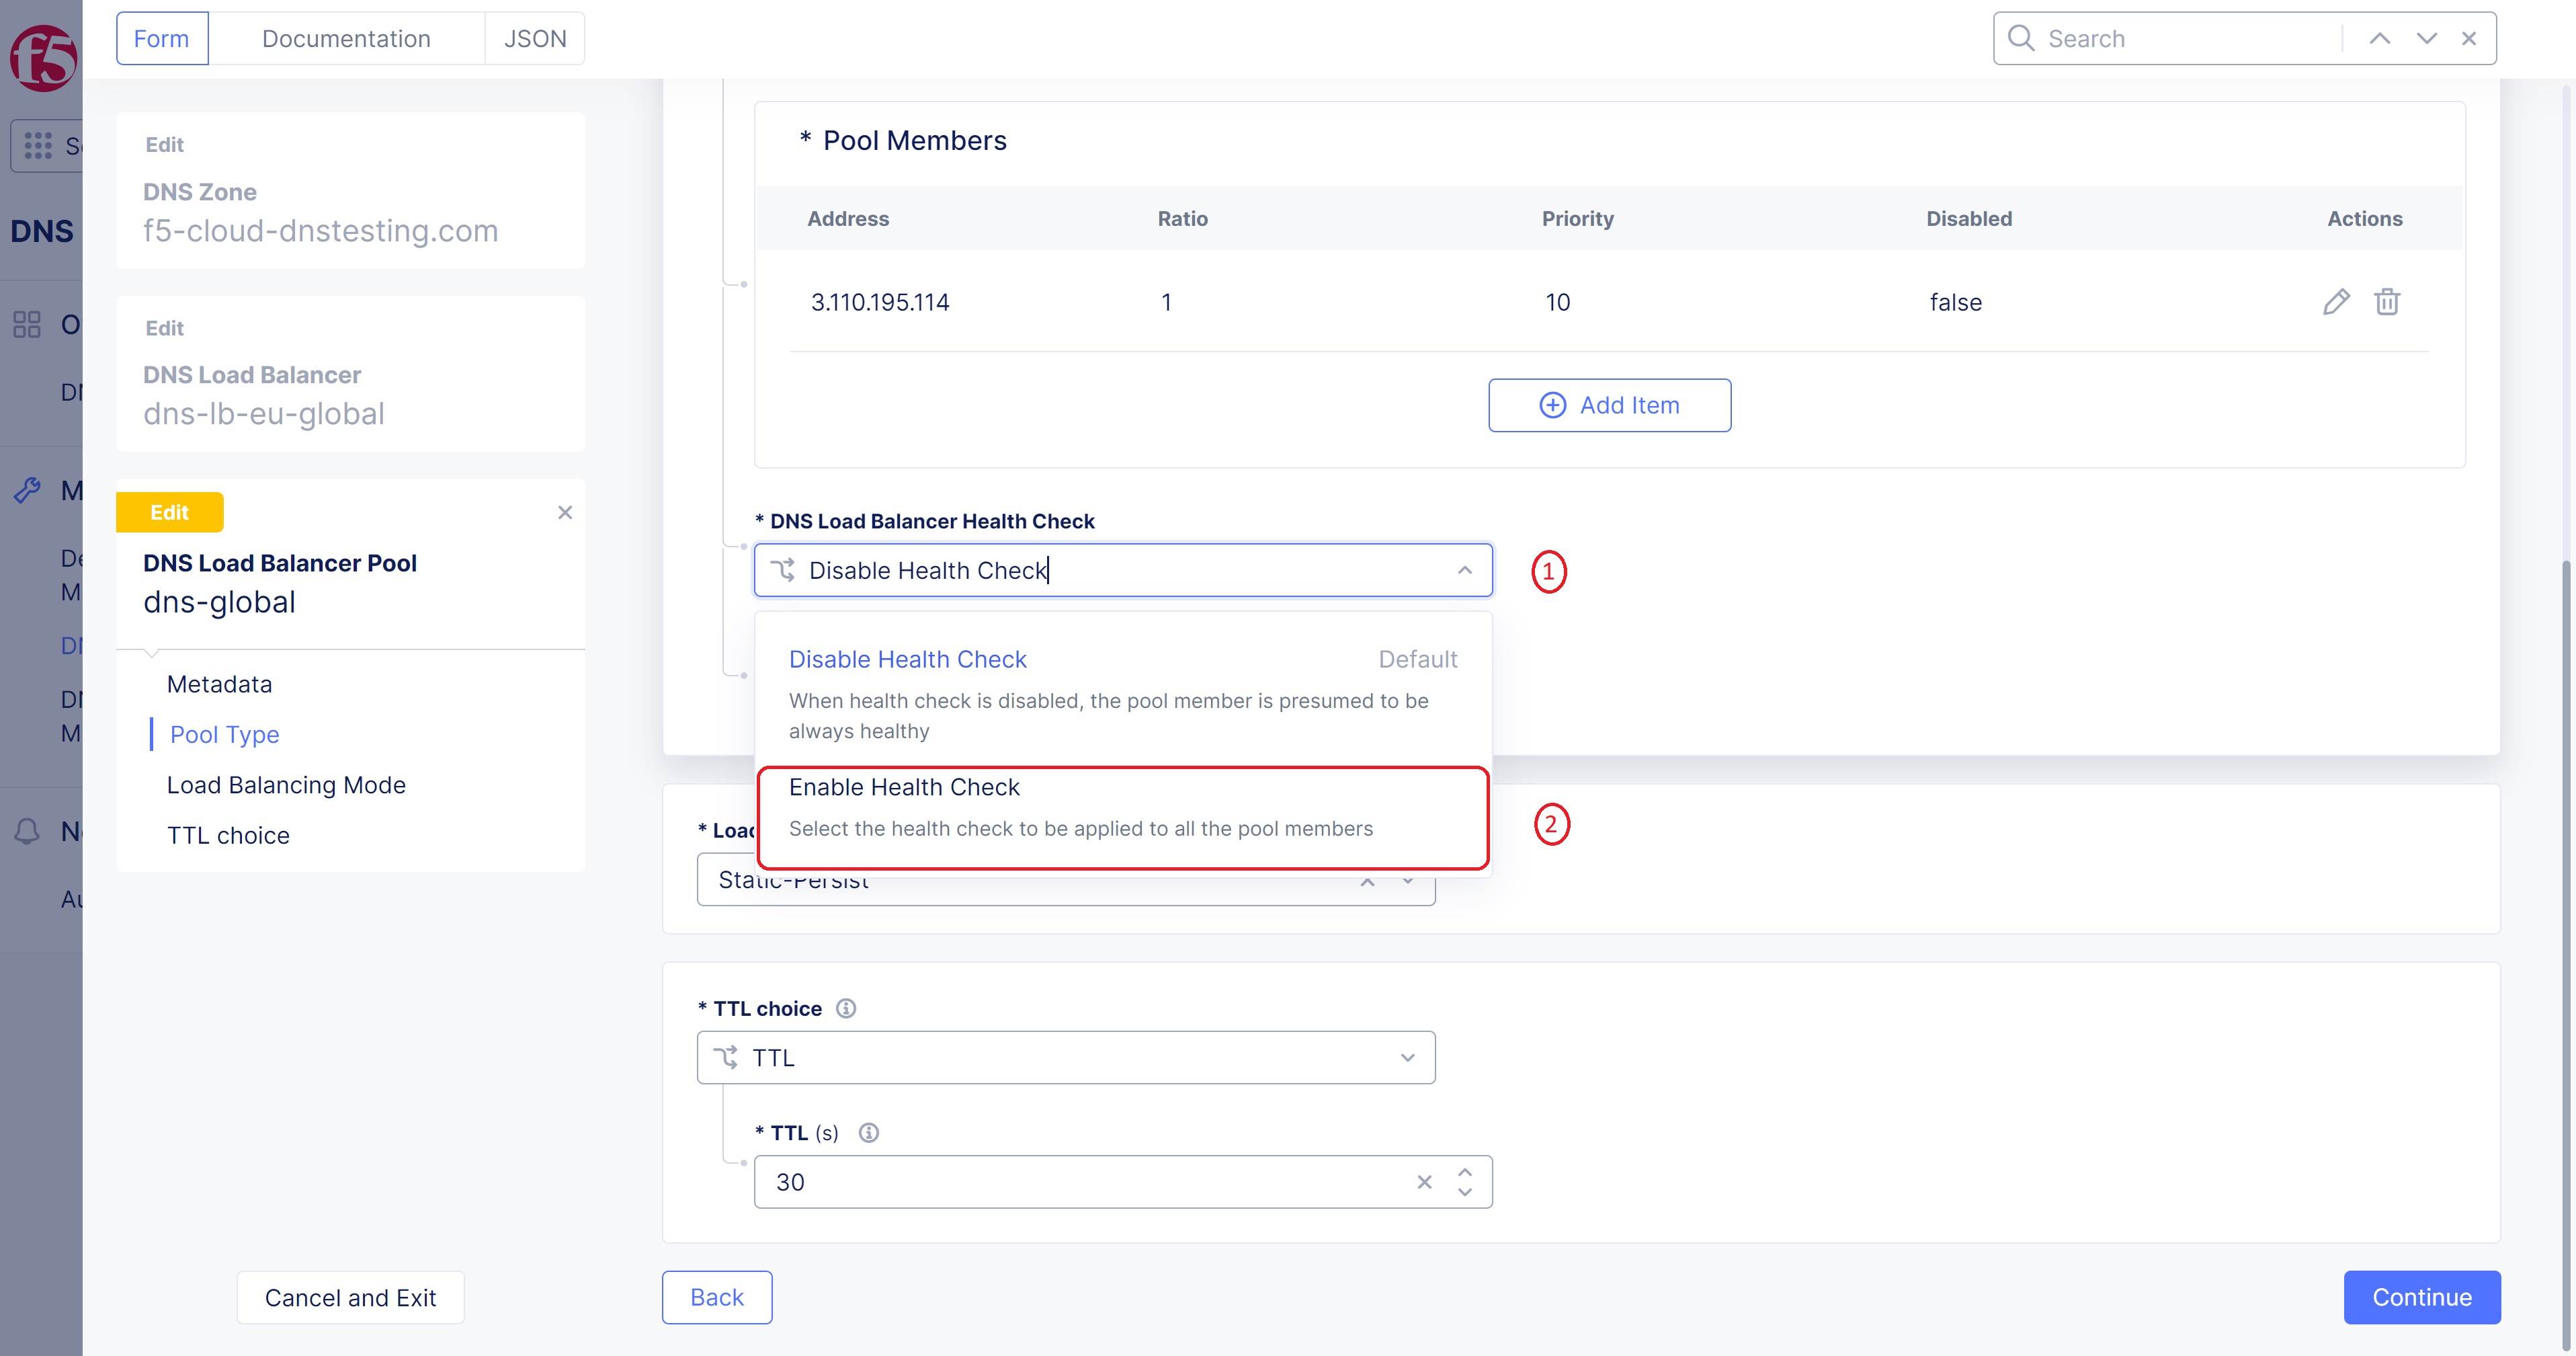 Form
Documentation
JSON
Search
f5
DNS
Edit
DNS Zone
f5-cloud-dnstesting.com
Edit
DNS Load Balancer
dns-lb-eu-global
Edit
DNS Load Balancer Pool
dns-global
Metadata
Pool Type
Load Balancing Mode
TTL choice
Cancel and Exit
* Pool Members
Address Ratio Priority Disabled Actions
3.110.195.114 1 10 false
Add Item
* DNS Load Balancer Health Check
Disable Health Check
1
Disable Health Check Default
When health check is disabled, the pool member is presumed to be
always healthy
Enable Health Check
Select the health check to be applied to all the pool members
2
* Load
Static-Persist
* TTL choice
TTL
* TTL (s)
30
Back
Continue